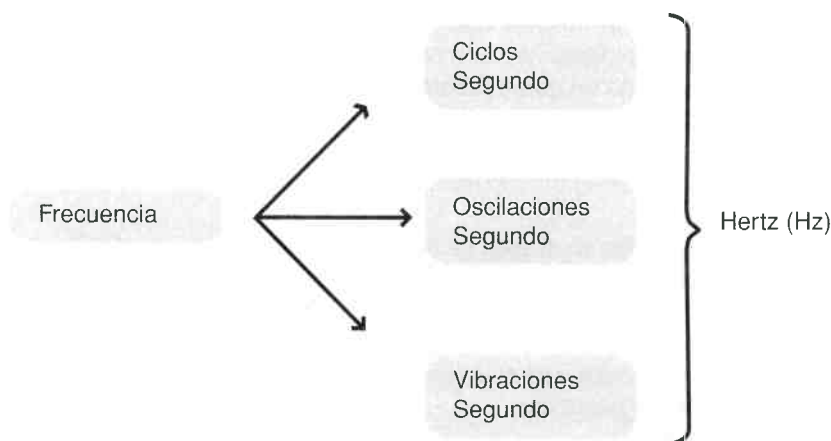 Frecuencia
Ciclos
Segundo
Oscilaciones
Segundo
Vibraciones
Segundo
Hertz (Hz)